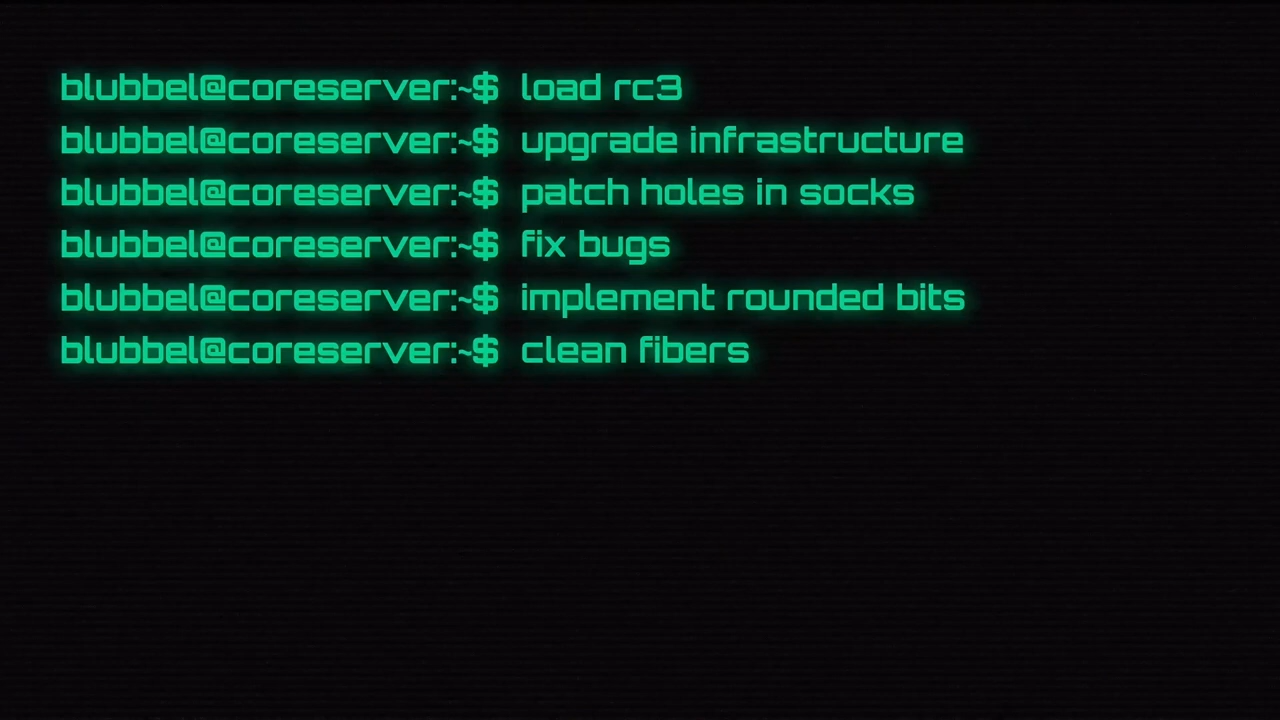 blubbel@coreserver:~$ load rc3
blubbel@coreserver:~$ upgrade infrastructure
blubbel@coreserver:~$ patch holes in socks
blubbel@coreserver:~$ fix bugs
blubbel@coreserver:~$ implement rounded bits
blubbel@coreserver:~$ clean fibers